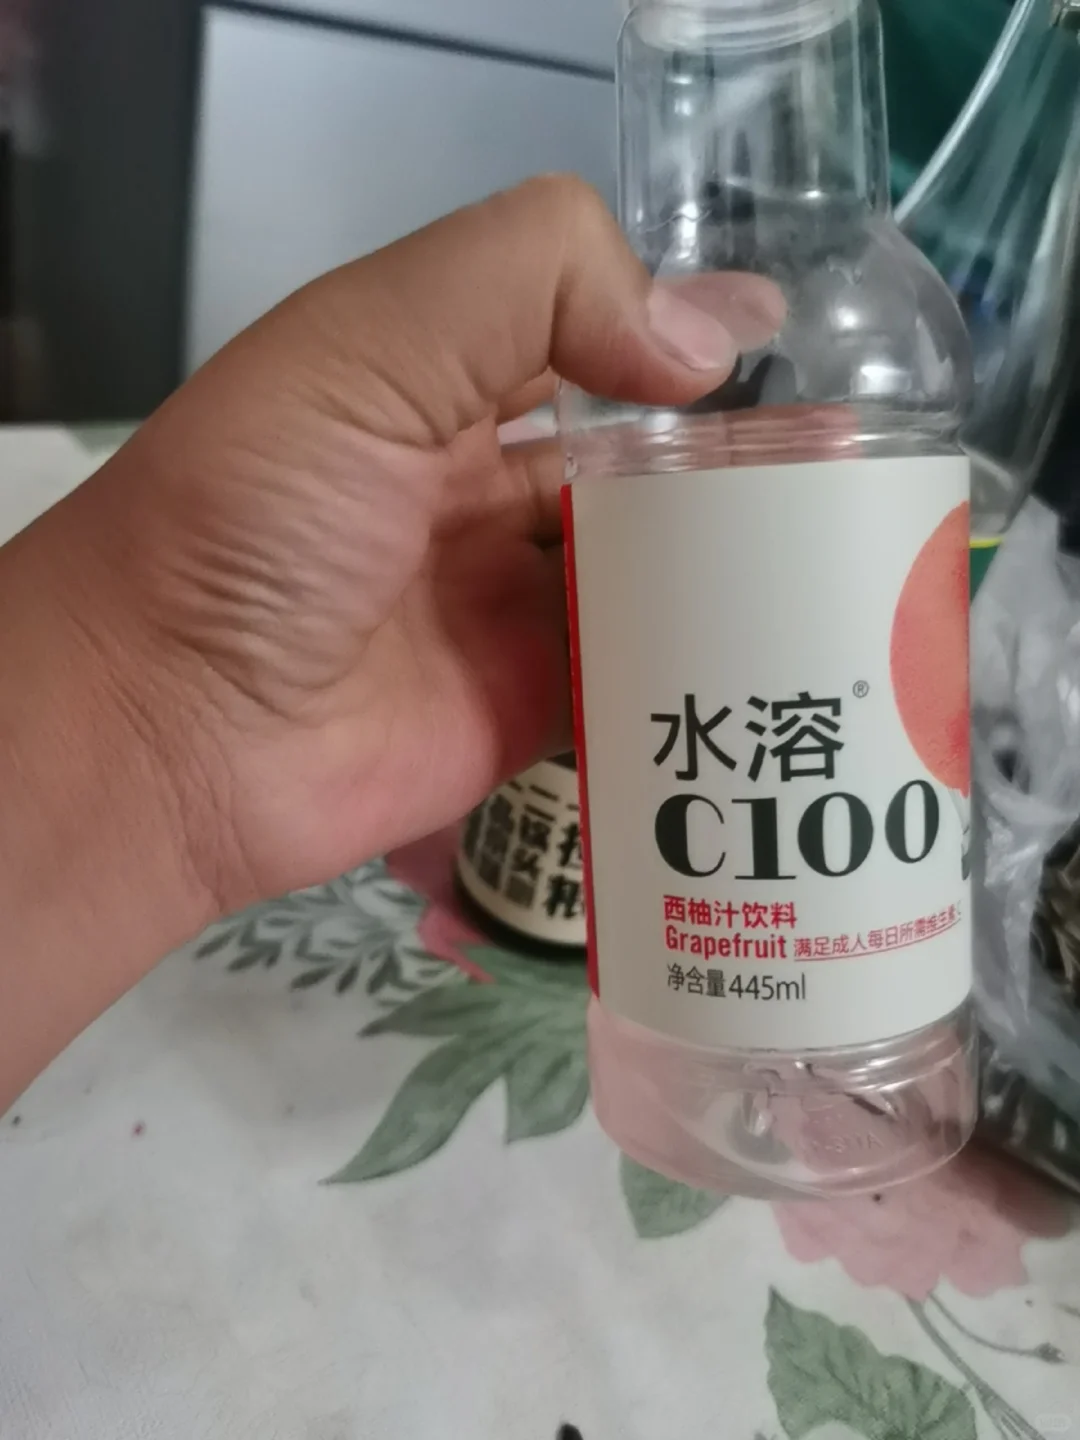 水溶®
C100
西柚汁饮料
Grapefruit 满足成人每日所需维生素C
净含量445ml